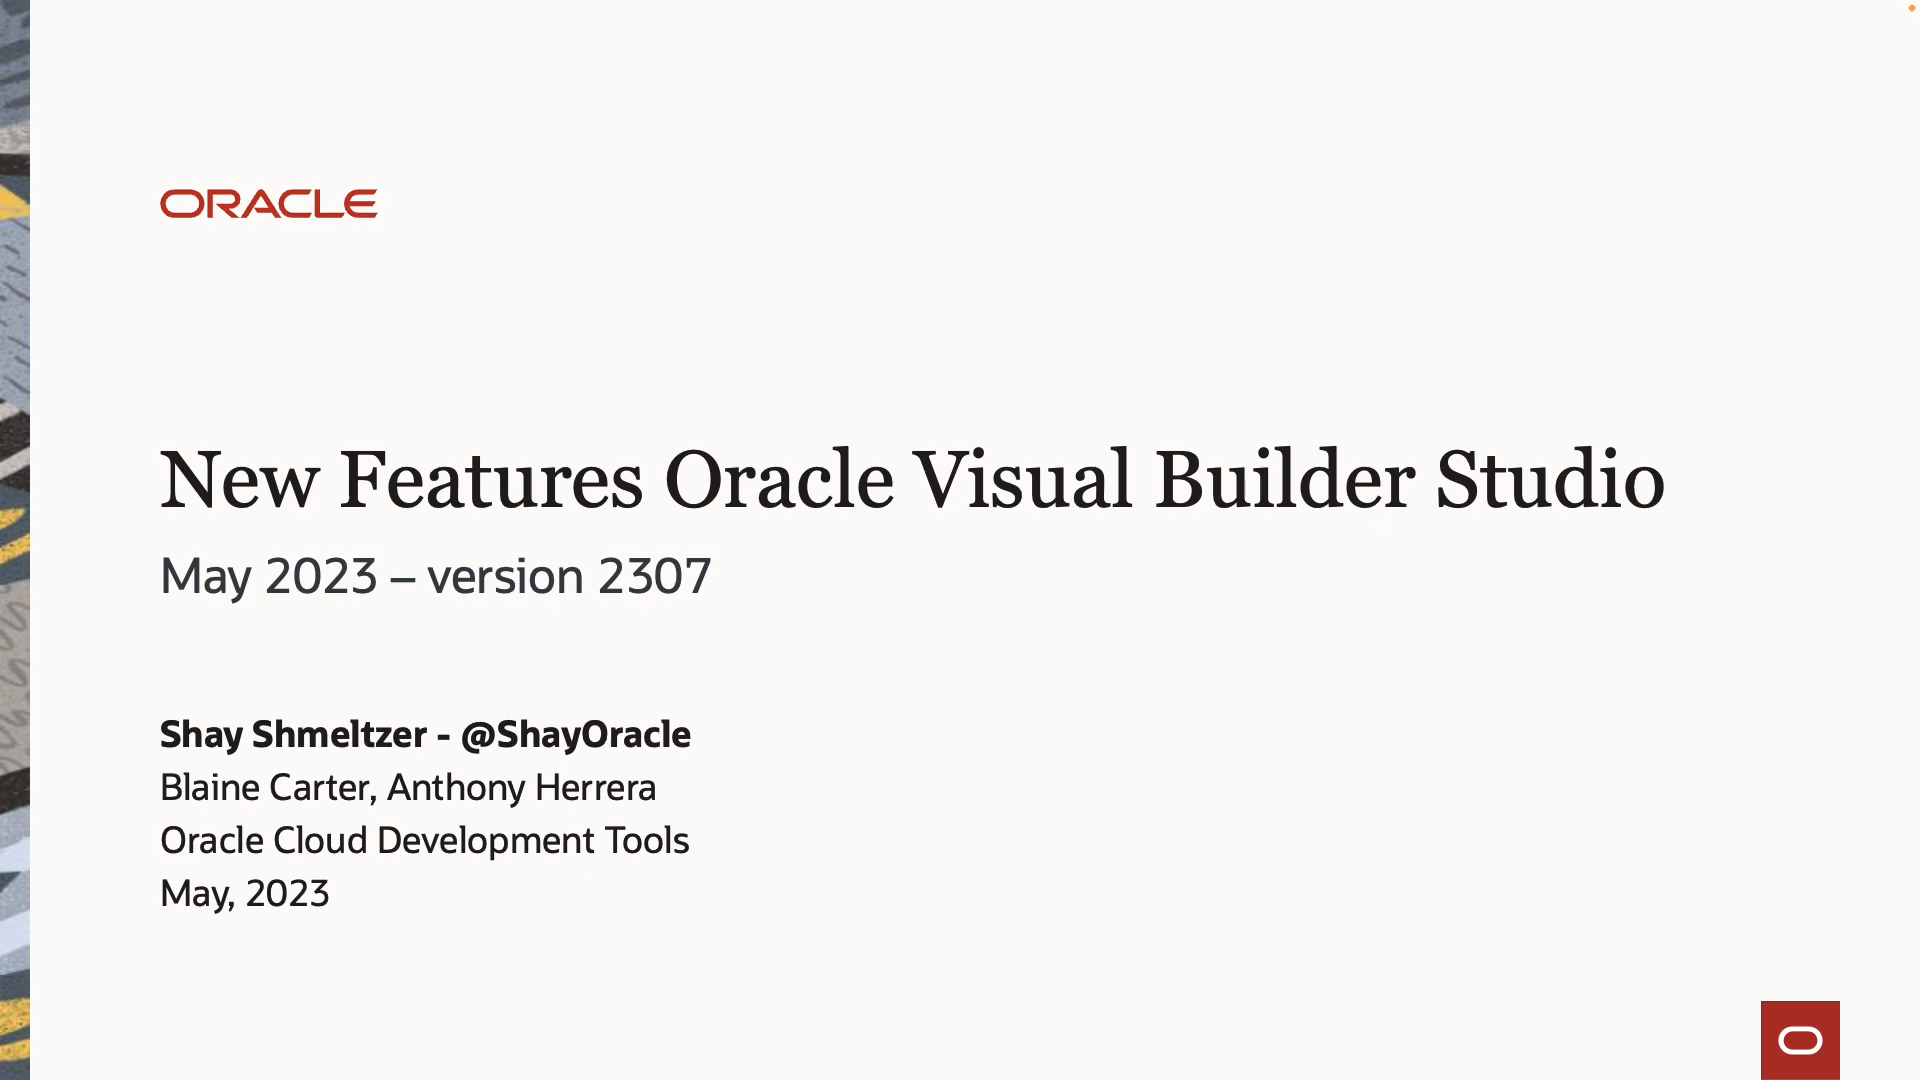 ORACLE
New Features Oracle Visual Builder Studio
May 2023 – version 2307
Shay Shmeltzer - @ShayOracle
Blaine Carter, Anthony Herrera
Oracle Cloud Development Tools
May, 2023